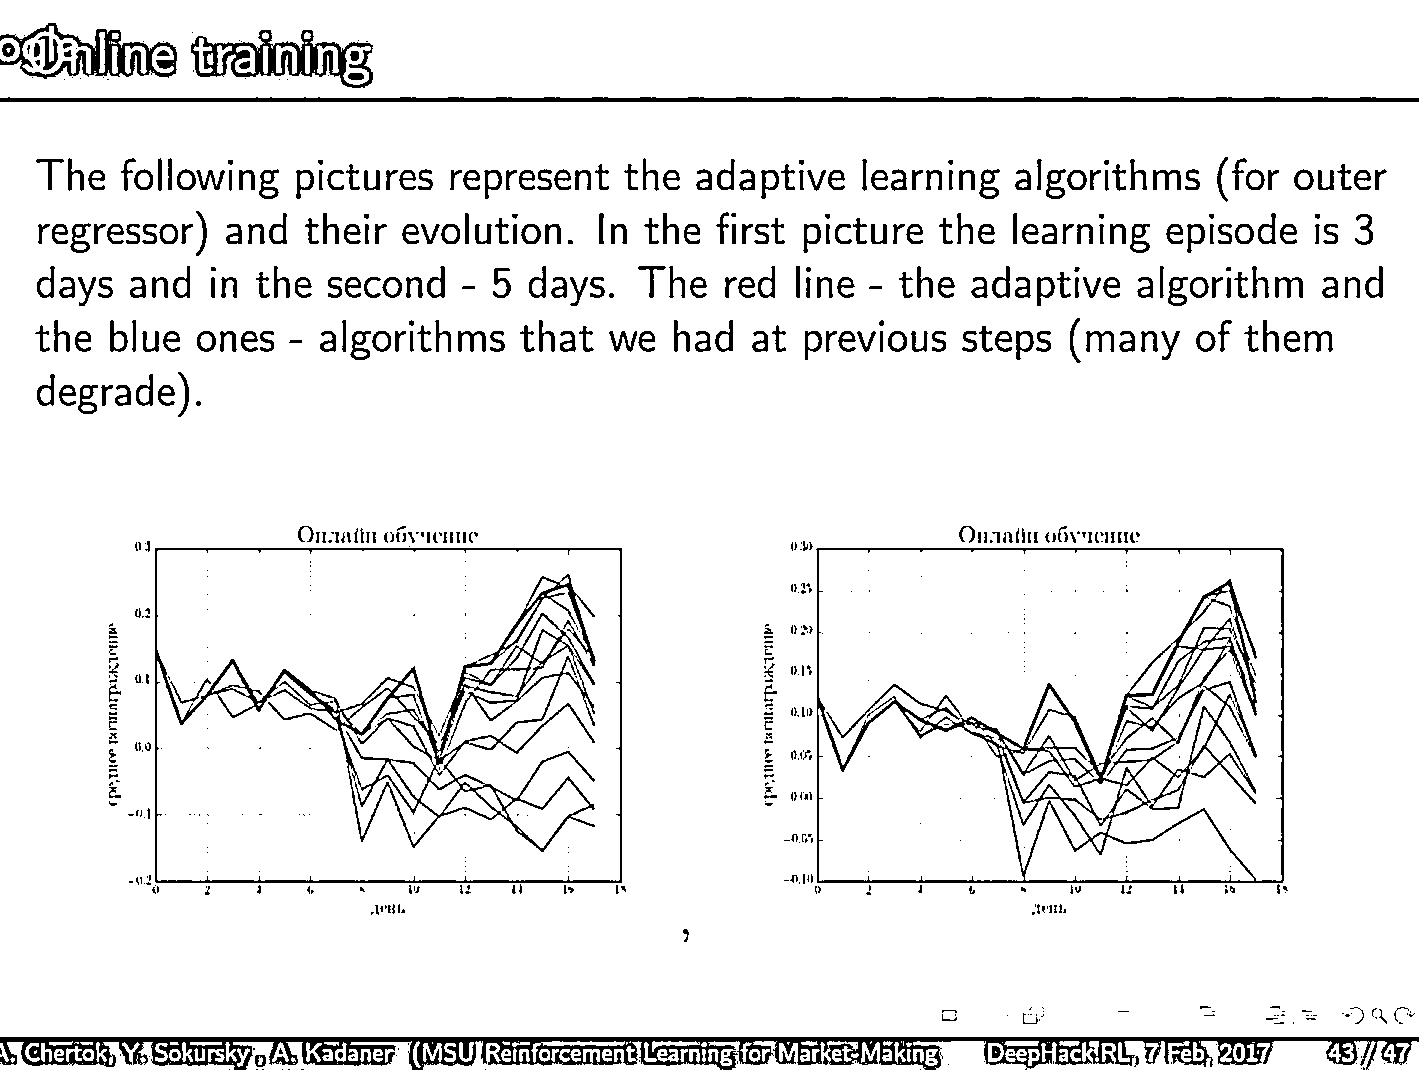 Online training
The following pictures represent the adaptive learning algorithms (for outer
regressor) and their evolution. In the first picture the learning episode is 3
days and in the second - 5 days. The red line - the adaptive algorithm and
the blue ones - algorithms that we had at previous steps (many of them
degrade).
Онлайн обучение
0.3
0.2
0.1
0.0
-0.1
-0.2
среднее вознаграждение
0 2 4 6 8 10 12 14 16 18
день
,
Онлайн обучение
0.30
0.25
0.20
0.15
0.10
0.05
0.00
-0.05
-0.10
среднее вознаграждение
0 2 4 6 8 10 12 14 16 18
день
A. Chertok, Y. Sokursky, A. Kadaner (MSU Reinforcement Learning for Market-Making DeepHack.RL, 7 Feb, 2017 43 // 47